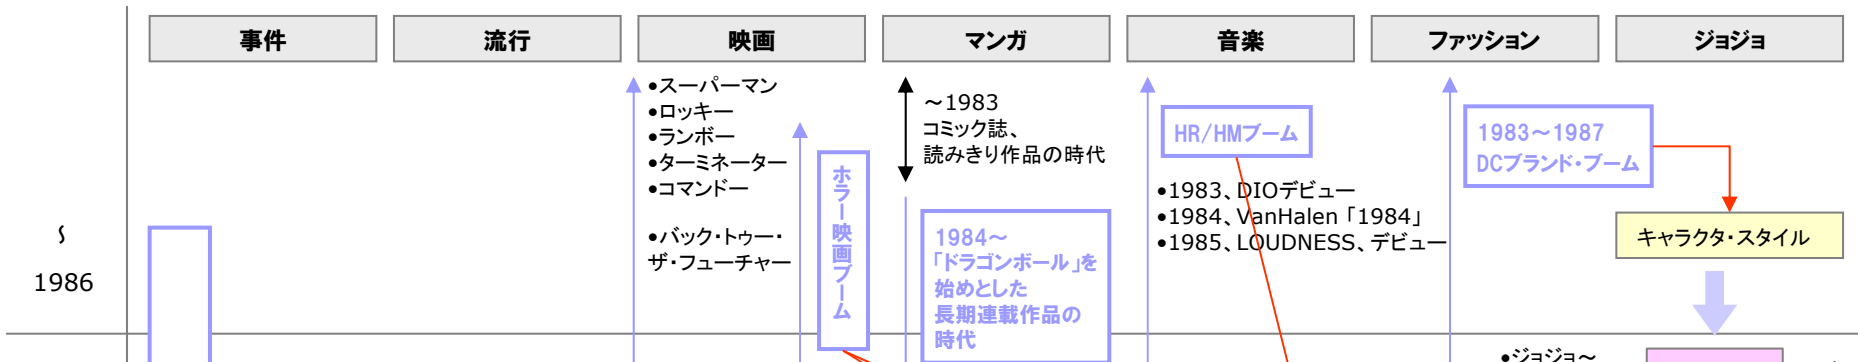 事件
流行
映画
マンガ
音楽
ファッション
ジョジョ
～
1986
●スーパーマン
●ロッキー
●ランボー
●ターミネーター
●コマンドー
●バック・トゥー・
ザ・フューチャー
ホラー映画ブーム
～1983
コミック誌、
読みきり作品の時代
1984～
「ドラゴンボール」を
始めとした
長期連載作品の
時代
HR/HMブーム
●1983、DIOデビュー
●1984、VanHalen「1984」
●1985、LOUDNESS、デビュー
1983～1987
DCブランド・ブーム
キャラクタ・スタイル
●ジョジョ～